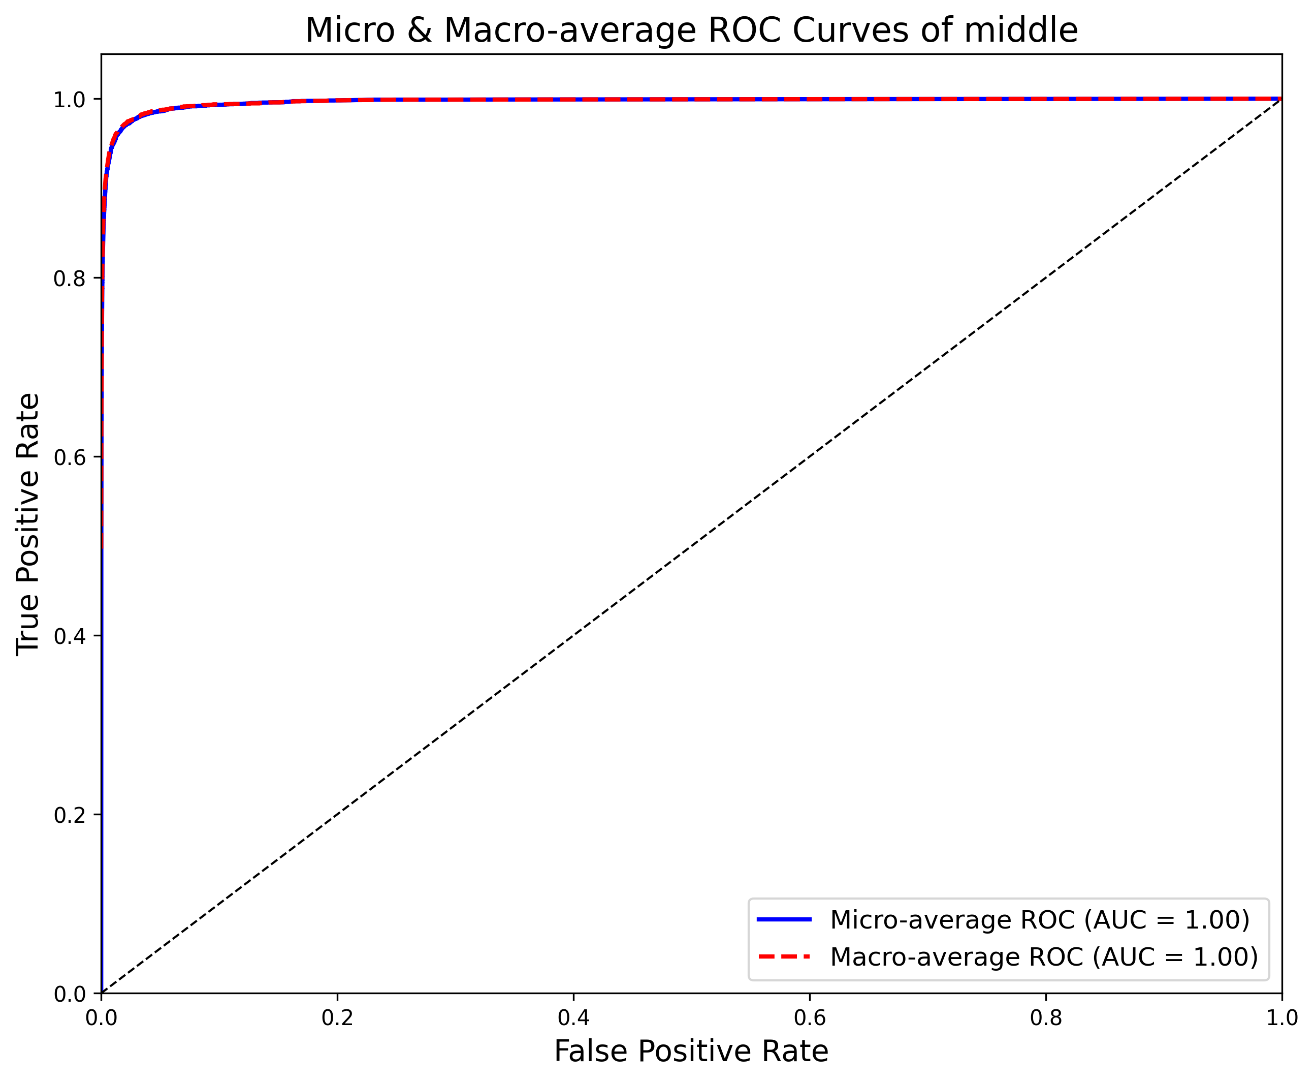 Micro & Macro-average ROC Curves of middle
True Positive Rate
1.0
0.8
0.6
0.4
0.2
0.0
Micro-average ROC (AUC = 1.00)
Macro-average ROC (AUC = 1.00)
0.0 0.2 0.4 0.6 0.8 1.0
False Positive Rate